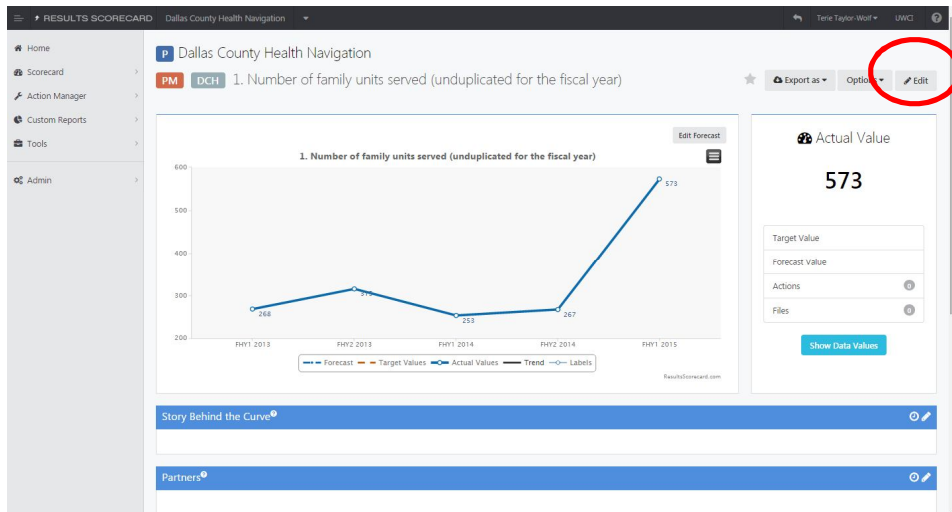 RESULTS SCORECARD Dallas County Health Navigation Terie Taylor-Wolf UWCI ?
Home
Scorecard
Action Manager
Custom Reports
Tools
Admin
P Dallas County Health Navigation
PM DCH 1. Number of family units served (unduplicated for the fiscal year) Export as Options Edit
Edit Forecast
1. Number of family units served (unduplicated for the fiscal year)
600
500
400
300
200
268
253
267
573
FHY1 2013 FHY2 2013 FHY1 2014 FHY2 2014 FHY1 2015
Forecast Target Values Actual Values Trend Labels
ResultsScorecard.com
Actual Value
573
Target Value
Forecast Value
Actions 0
Files 0
Show Data Values
Story Behind the Curve ?
Partners ?